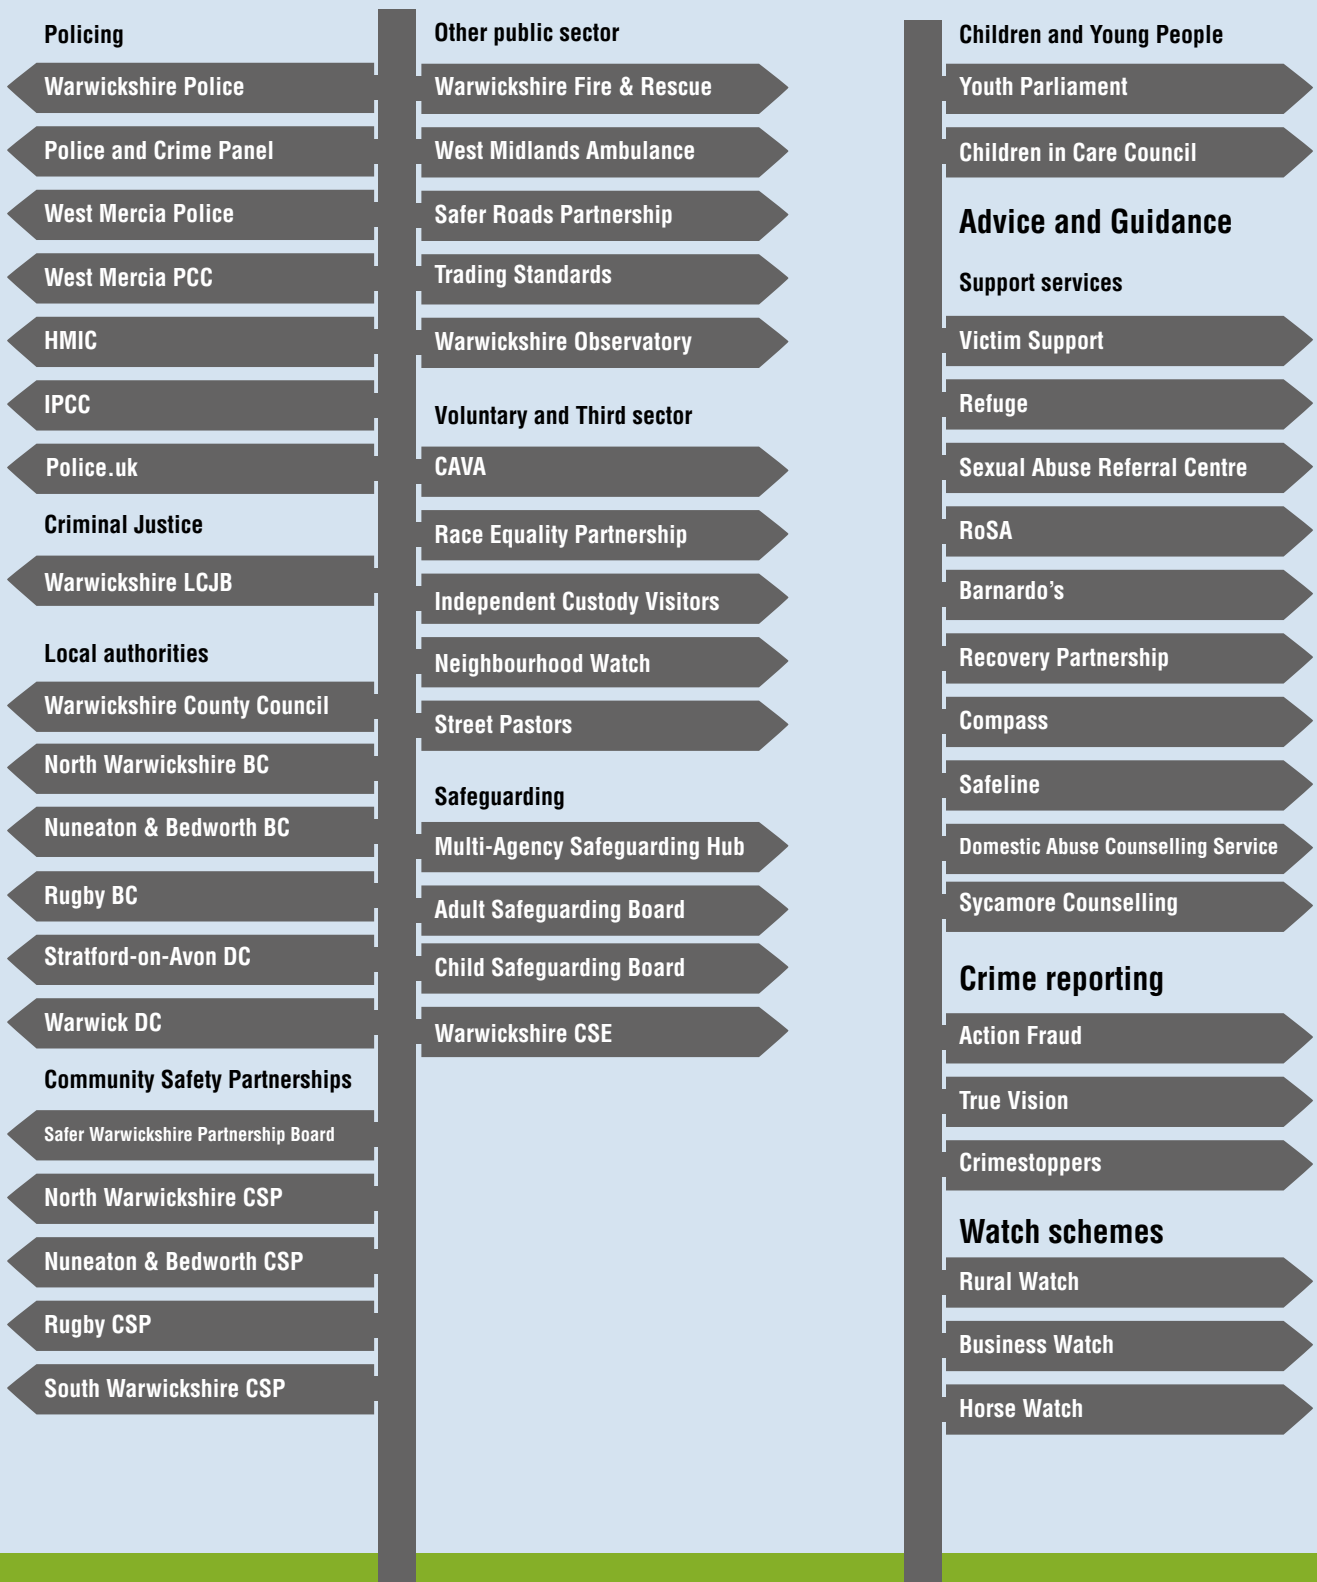 Policing
Warwickshire Police
Police and Crime Panel
West Mercia Police
West Mercia PCC
HMIC
IPCC
Police.uk
Criminal Justice
Warwickshire LCJB
Local authorities
Warwickshire County Council
North Warwickshire BC
Nuneaton & Bedworth BC
Rugby BC
Stratford-on-Avon DC
Warwick DC
Community Safety Partnerships
Safer Warwickshire Partnership Board
North Warwickshire CSP
Nuneaton & Bedworth CSP
Rugby CSP
South Warwickshire CSP
Other public sector
Warwickshire Fire & Rescue
West Midlands Ambulance
Safer Roads Partnership
Trading Standards
Warwickshire Observatory
Voluntary and Third sector
CAVA
Race Equality Partnership
Independent Custody Visitors
Neighbourhood Watch
Street Pastors
Safeguarding
Multi-Agency Safeguarding Hub
Adult Safeguarding Board
Child Safeguarding Board
Warwickshire CSE
Children and Young People
Youth Parliament
Children in Care Council
Advice and Guidance
Support services
Victim Support
Refuge
Sexual Abuse Referral Centre
RoSA
Barnardo’s
Recovery Partnership
Compass
Safeline
Domestic Abuse Counselling Service
Sycamore Counselling
Crime reporting
Action Fraud
True Vision
Crimestoppers
Watch schemes
Rural Watch
Business Watch
Horse Watch